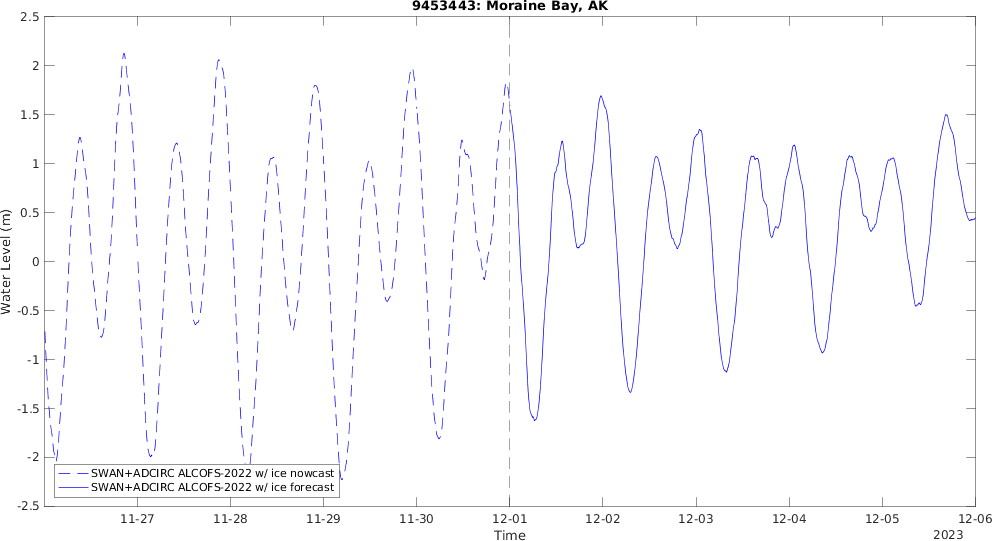 9453443: Moraine Bay, AK
Water Level (m)
2.5
2
1.5
1
0.5
0
-0.5
-1
-1.5
-2
-2.5
SWAN+ADCIRC ALCOFS-2022 w/ ice nowcast
SWAN+ADCIRC ALCOFS-2022 w/ ice forecast
11-27 11-28 11-29 11-30 12-01 12-02 12-03 12-04 12-05 12-06
Time
2023